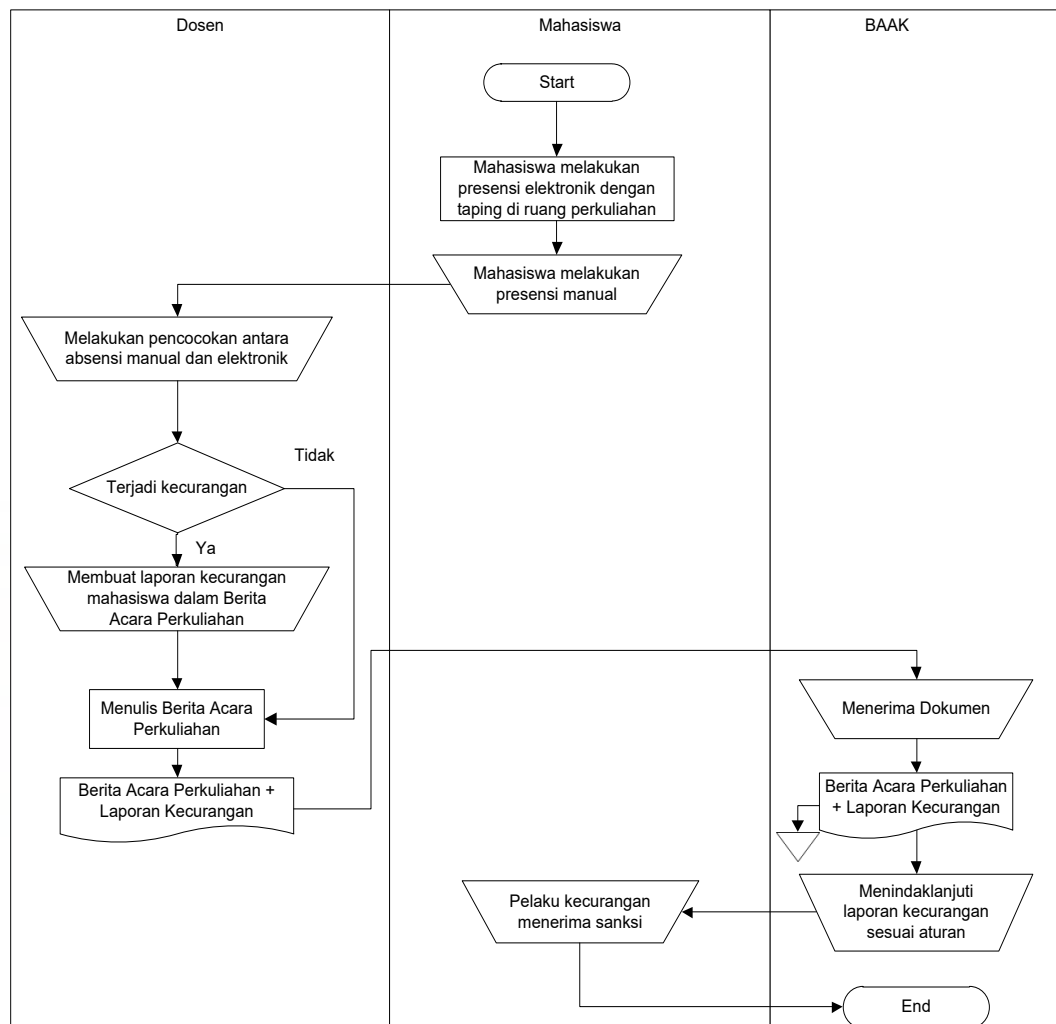 Dosen
Mahasiswa
BAAK
Start
Mahasiswa melakukan
presensi elektronik dengan
taping di ruang perkuliahan
Mahasiswa melakukan
presensi manual
Melakukan pencocokan antara
absensi manual dan elektronik
Tidak
Terjadi kecurangan
Ya
Membuat laporan kecurangan
mahasiswa dalam Berita
Acara Perkuliahan
Menulis Berita Acara
Perkuliahan
Berita Acara Perkuliahan +
Laporan Kecurangan
Menerima Dokumen
Berita Acara Perkuliahan
+ Laporan Kecurangan
Menindaklanjuti
laporan kecurangan
sesuai aturan
Pelaku kecurangan
menerima sanksi
End